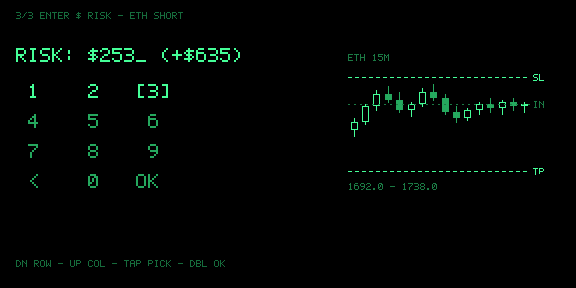 3/3 ENTER $ RISK - ETH SHORT
RISK: $253_ (+$635)
1 2 [3]
4 5 6
7 8 9
< 0 OK
ETH 15M
SL
IN
TP
1692.0 - 1738.0
DN ROW - UP COL - TAP PICK - DBL OK